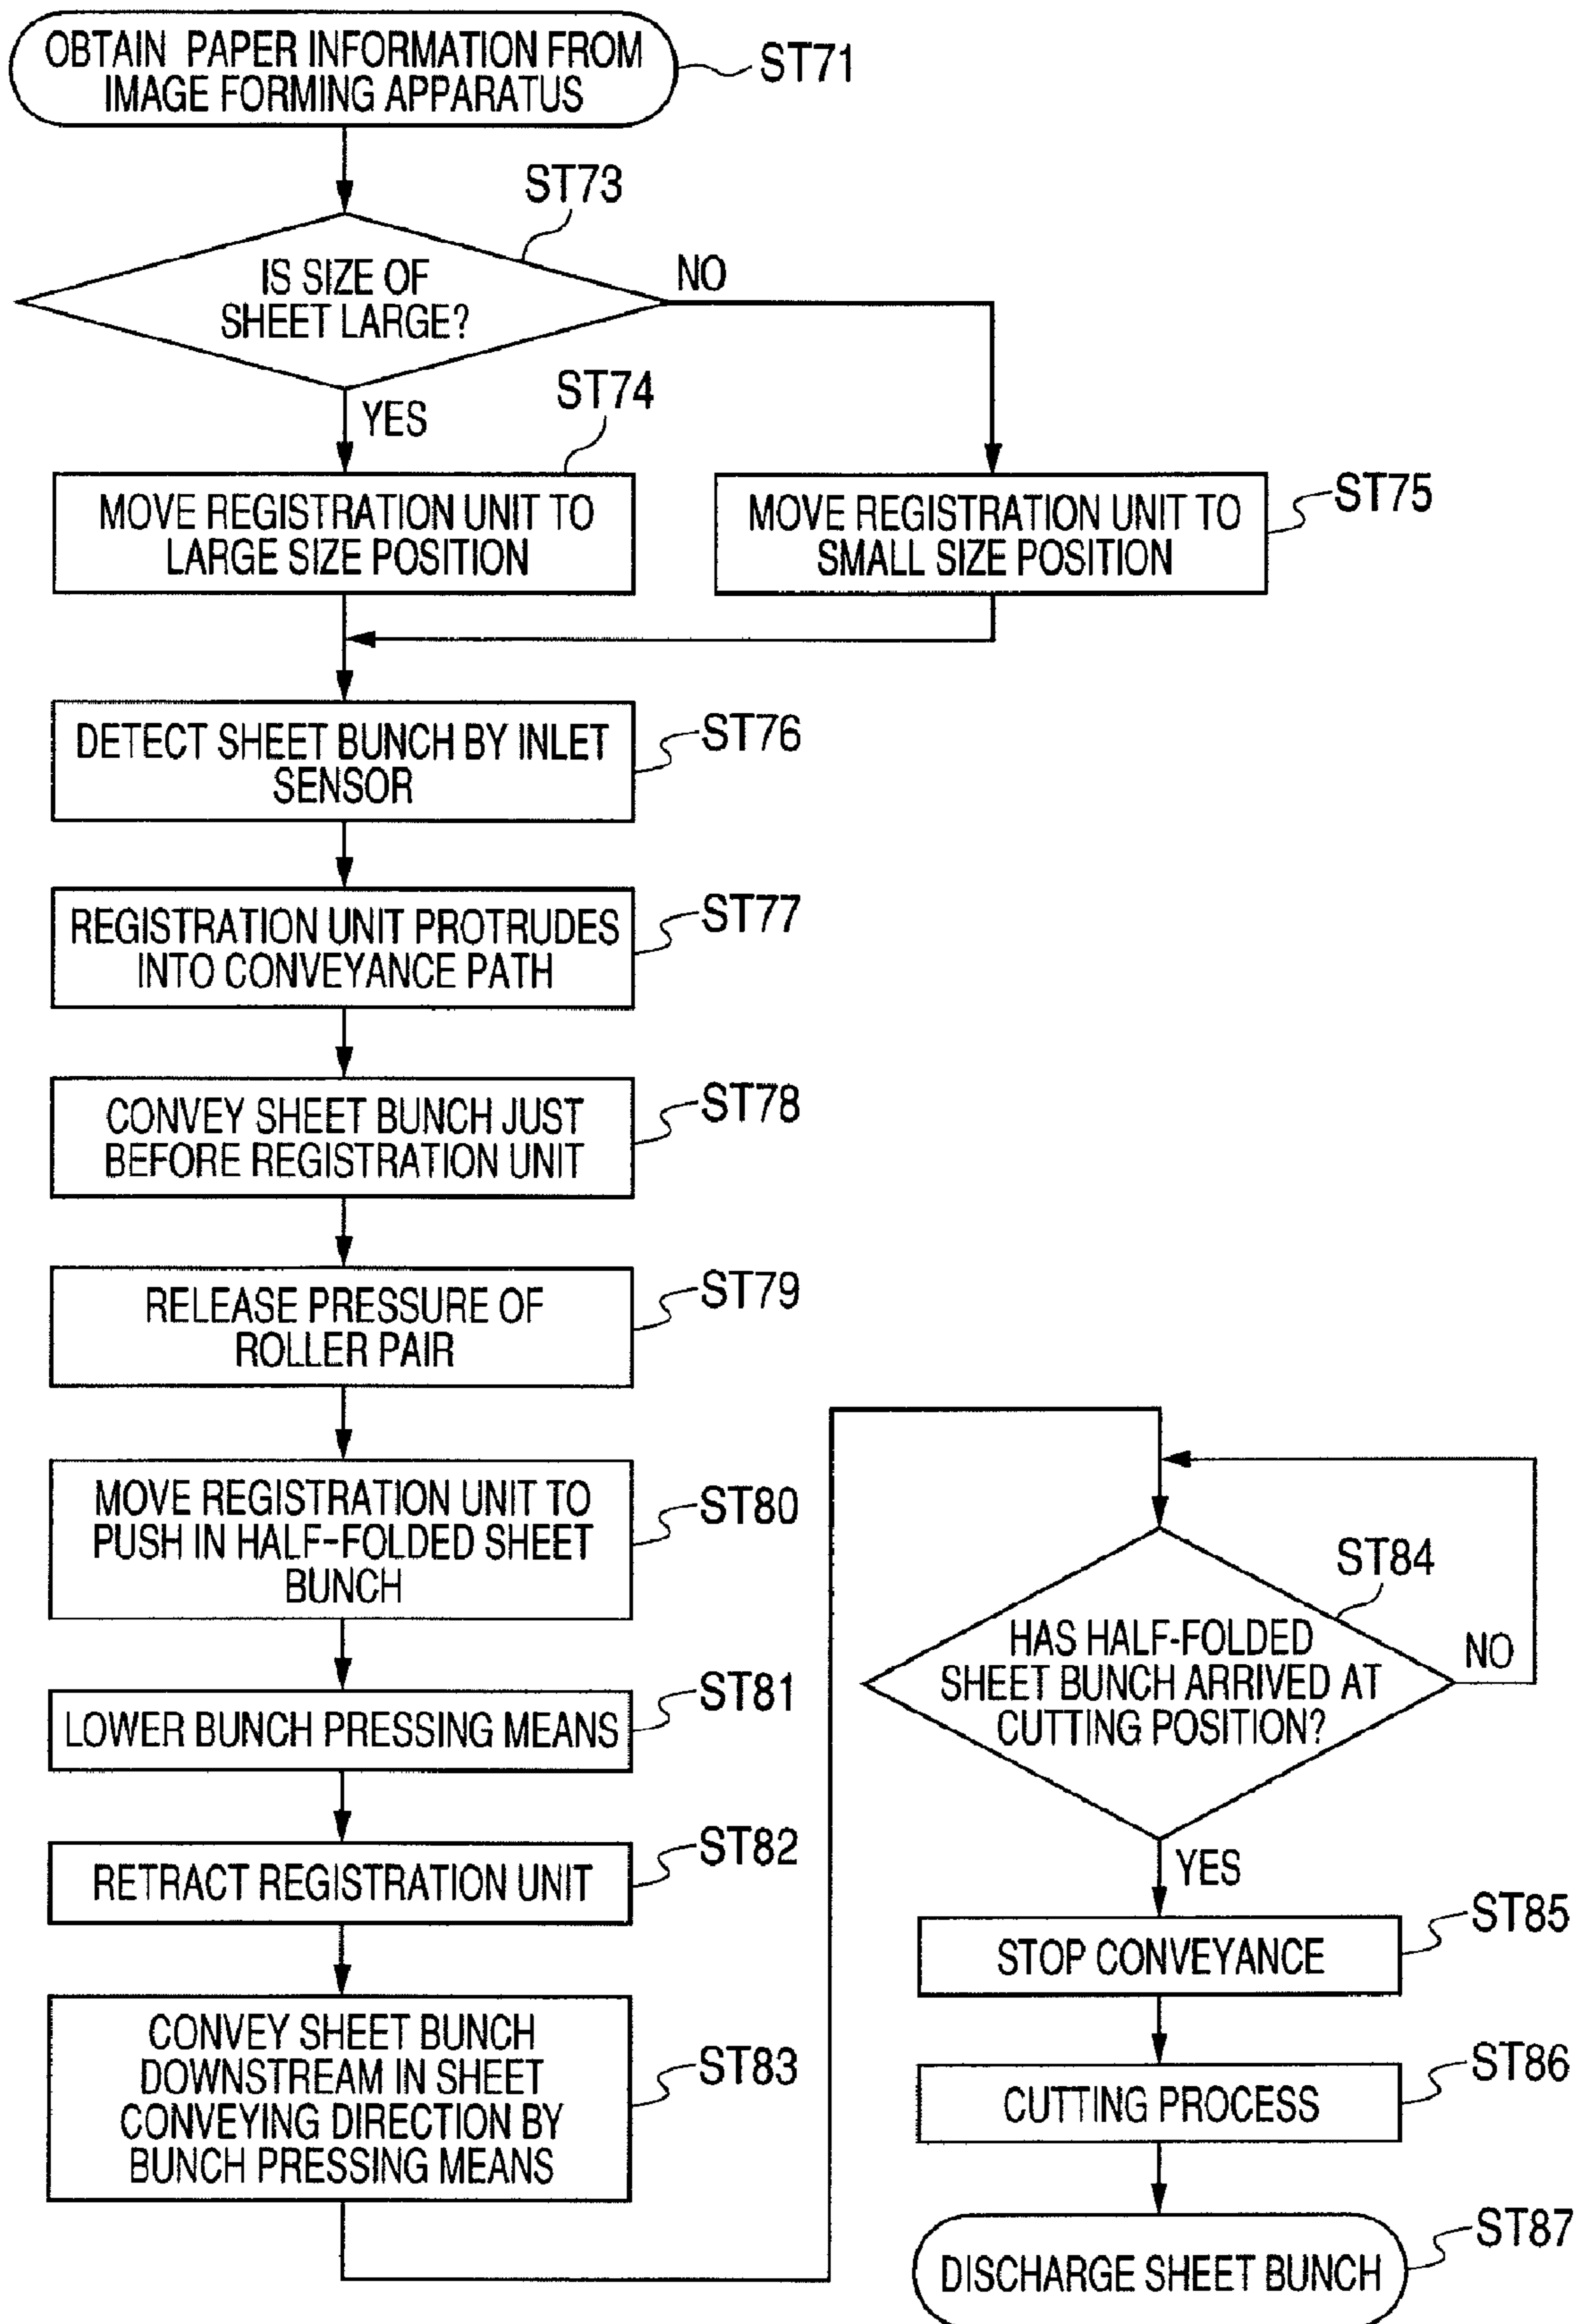 OBTAIN PAPER INFORMATION FROM
IMAGE FORMING APPARATUS
ST71
ST73
IS SIZE OF
SHEET LARGE?
NO
YES
ST74
MOVE REGISTRATION UNIT TO
LARGE SIZE POSITION
MOVE REGISTRATION UNIT TO
SMALL SIZE POSITION
ST75
DETECT SHEET BUNCH BY INLET
SENSOR
ST76
REGISTRATION UNIT PROTRUDES
INTO CONVEYANCE PATH
ST77
CONVEY SHEET BUNCH JUST
BEFORE REGISTRATION UNIT
ST78
RELEASE PRESSURE OF
ROLLER PAIR
ST79
MOVE REGISTRATION UNIT TO
PUSH IN HALF-FOLDED SHEET
BUNCH
ST80
LOWER BUNCH PRESSING MEANS
ST81
RETRACT REGISTRATION UNIT
ST82
CONVEY SHEET BUNCH
DOWNSTREAM IN SHEET
CONVEYING DIRECTION BY
BUNCH PRESSING MEANS
ST83
ST84
HAS HALF-FOLDED
SHEET BUNCH ARRIVED AT
CUTTING POSITION?
NO
YES
STOP CONVEYANCE
ST85
CUTTING PROCESS
ST86
DISCHARGE SHEET BUNCH
ST87